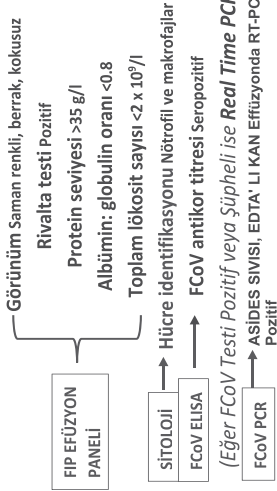 Görünüm Saman renkli, berrak, kokusuz
Rivalta testi Pozitif
Protein seviyesi >35 g/l
Albümin: globulin oranı <0.8
Toplam lökosit sayısı <2 x 10⁹/l
FIP EFÜZYON
PANELİ
SİTOLOJİ
Hücre identifikasyonu Nötrofil ve makrofajlar
FCoV ELISA
FCoV antikor titresi Seropozitif
(Eğer FCoV Testi Pozitif veya Şüpheli ise Real Time PCR
FCoV PCR
ASİDES SIVISI, EDTA' LI KAN Effüzyonda RT-PC
Pozitif